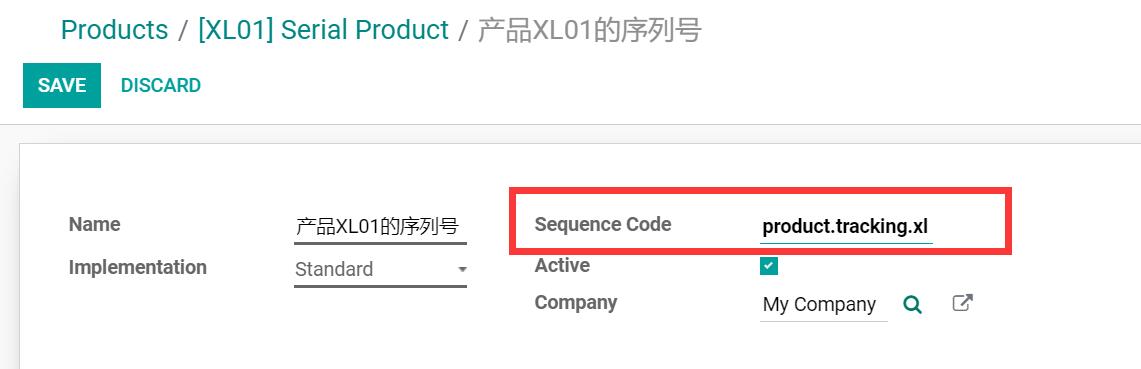 Products / [XL01] Serial Product / 产品XL01的序列号
SAVE DISCARD
Name 产品XL01的序列号 Sequence Code product.tracking.xl
Implementation Standard Active
Company My Company